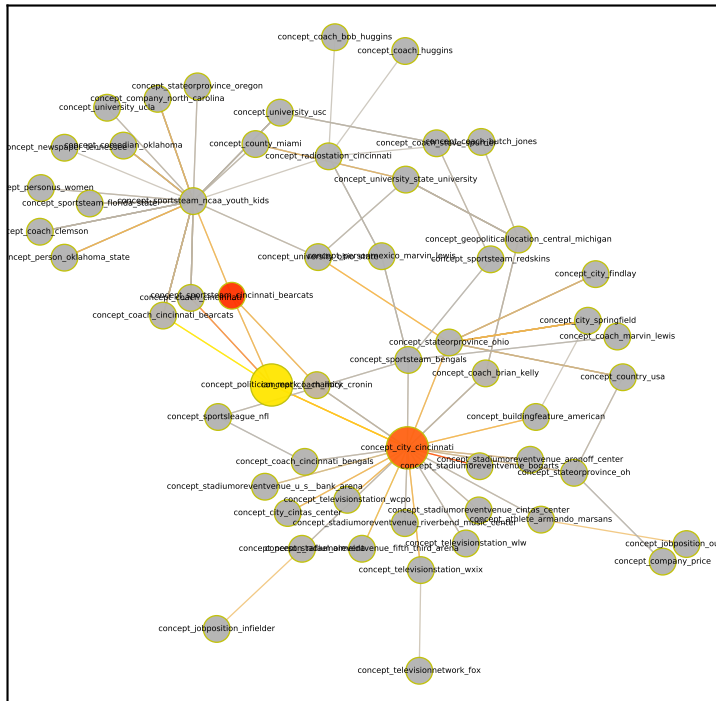 concept_coach_bob_huggins
concept_coach_huggins
concept_stateorprovince_oregon
concept_company_north_carolina
concept_university_ucla
concept_university_usc
concept_county_miami
concept_coach_butch_jones
concept_comedian_oklahoma
concept_radiostation_cincinnati
concept_university_state_university
concept_sportsteam_ncaa_youth_kids
concept_sportsteam_florida_state
concept_coach_clemson
concept_geopoliticallocation_central_michigan
concept_person_oklahoma_state
concept_sportsteam_redskins
concept_city_findlay
concept_sportsteam_cincinnati_bearcats
concept_coach_cincinnati_bearcats
concept_city_springfield
concept_stateorprovince_ohio
concept_coach_marvin_lewis
concept_sportsteam_bengals
concept_coach_brian_kelly
concept_country_usa
concept_sportsleague_nfl
concept_buildingfeature_american
concept_city_cincinnati
concept_coach_cincinnati_bengals
concept_stadiumoreventvenue_aronoff_center
concept_stadiumoreventvenue_bogarts
concept_stateorprovince_oh
concept_stadiumoreventvenue_u_s__bank_arena
concept_televisionstation_wcpo
concept_city_cintas_center
concept_stadiumoreventvenue_cintas_center
concept_stadiumoreventvenue_riverbend_music_center
concept_athlete_armando_marsans
concept_televisionstation_wlw
concept_company_price
concept_televisionstation_wxix
concept_jobposition_infielder
concept_televisionnetwork_fox